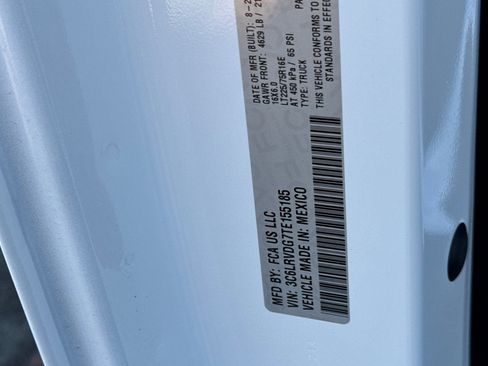 DATE OF MFR (BUILT): 8-2
GAWR FRONT: 4629 LB / 21
16X6.0
LT225/75R16E
AT 450 kPa / 65 PSI
TYPE: TRUCK
THIS VEHICLE CONFORMS TO
STANDARDS IN EFFEC
MFD BY: FCA US LLC
VIN: 3C6LRVDG7TE155185
VEHICLE MADE IN: MEXICO